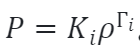 P = K_i ρ^{Γ_i}